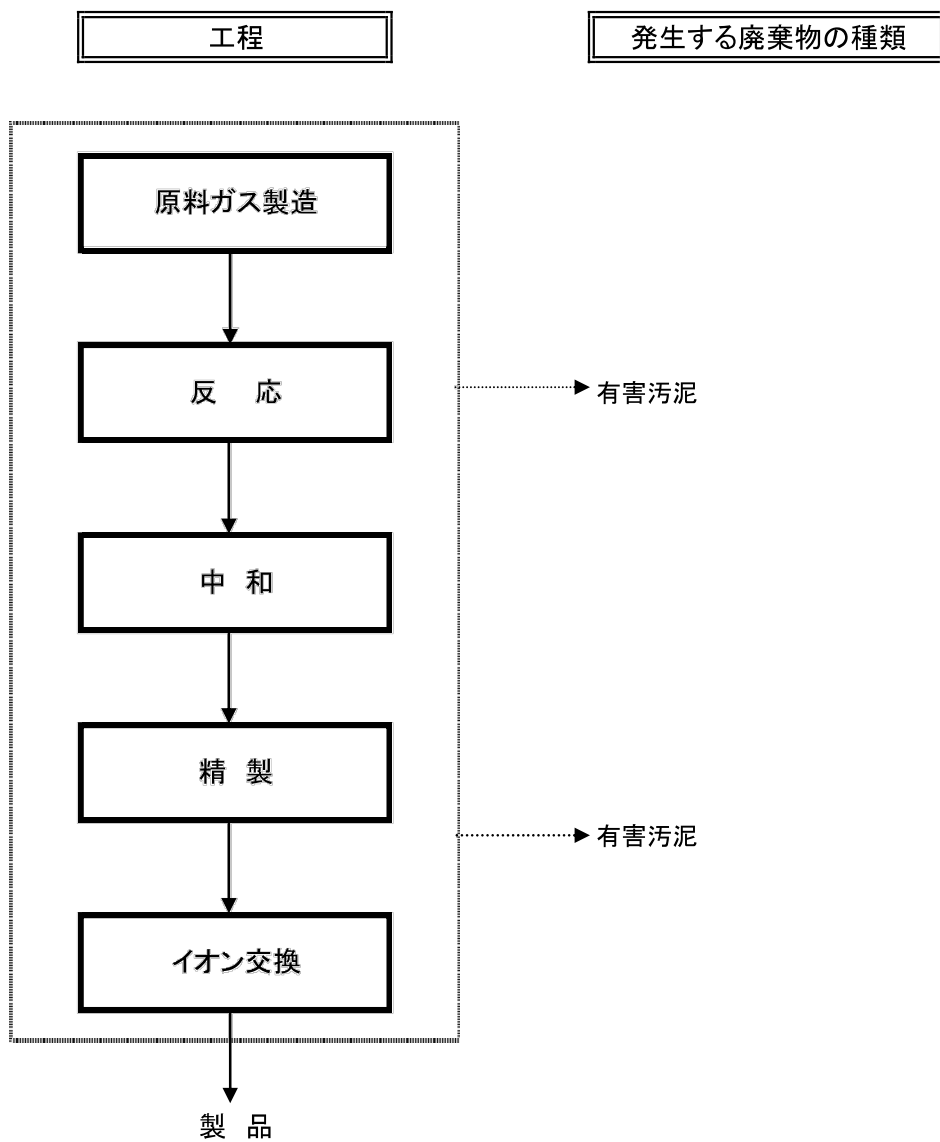 工程
発生する廃棄物の種類
原料ガス製造
反 応
有害汚泥
中 和
精 製
有害汚泥
イオン交換
製 品